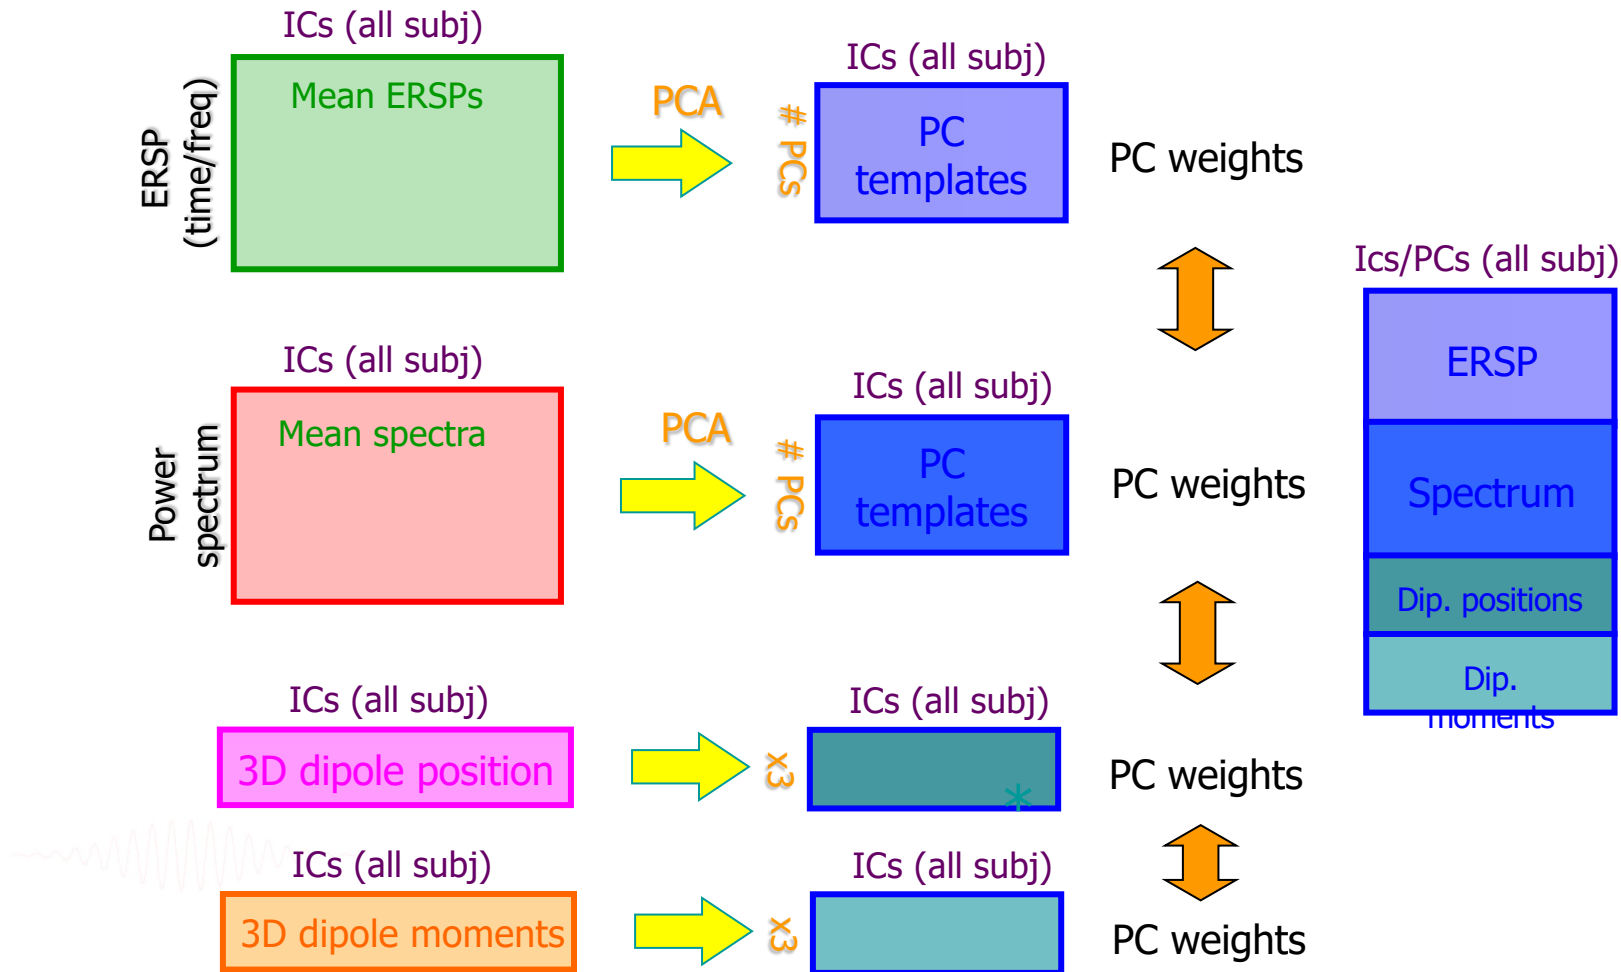 ICs (all subj)
Mean ERSPs
ERSP
(time/freq)
PCA
ICs (all subj)
# PCs
PC
templates
PC weights
ICs (all subj)
Mean spectra
Power
spectrum
PCA
ICs (all subj)
# PCs
PC
templates
PC weights
ICs (all subj)
3D dipole position
x3
ICs (all subj)
*
PC weights
ICs (all subj)
3D dipole moments
x3
ICs (all subj)
PC weights
Ics/PCs (all subj)
ERSP
Spectrum
Dip. positions
Dip.
moments